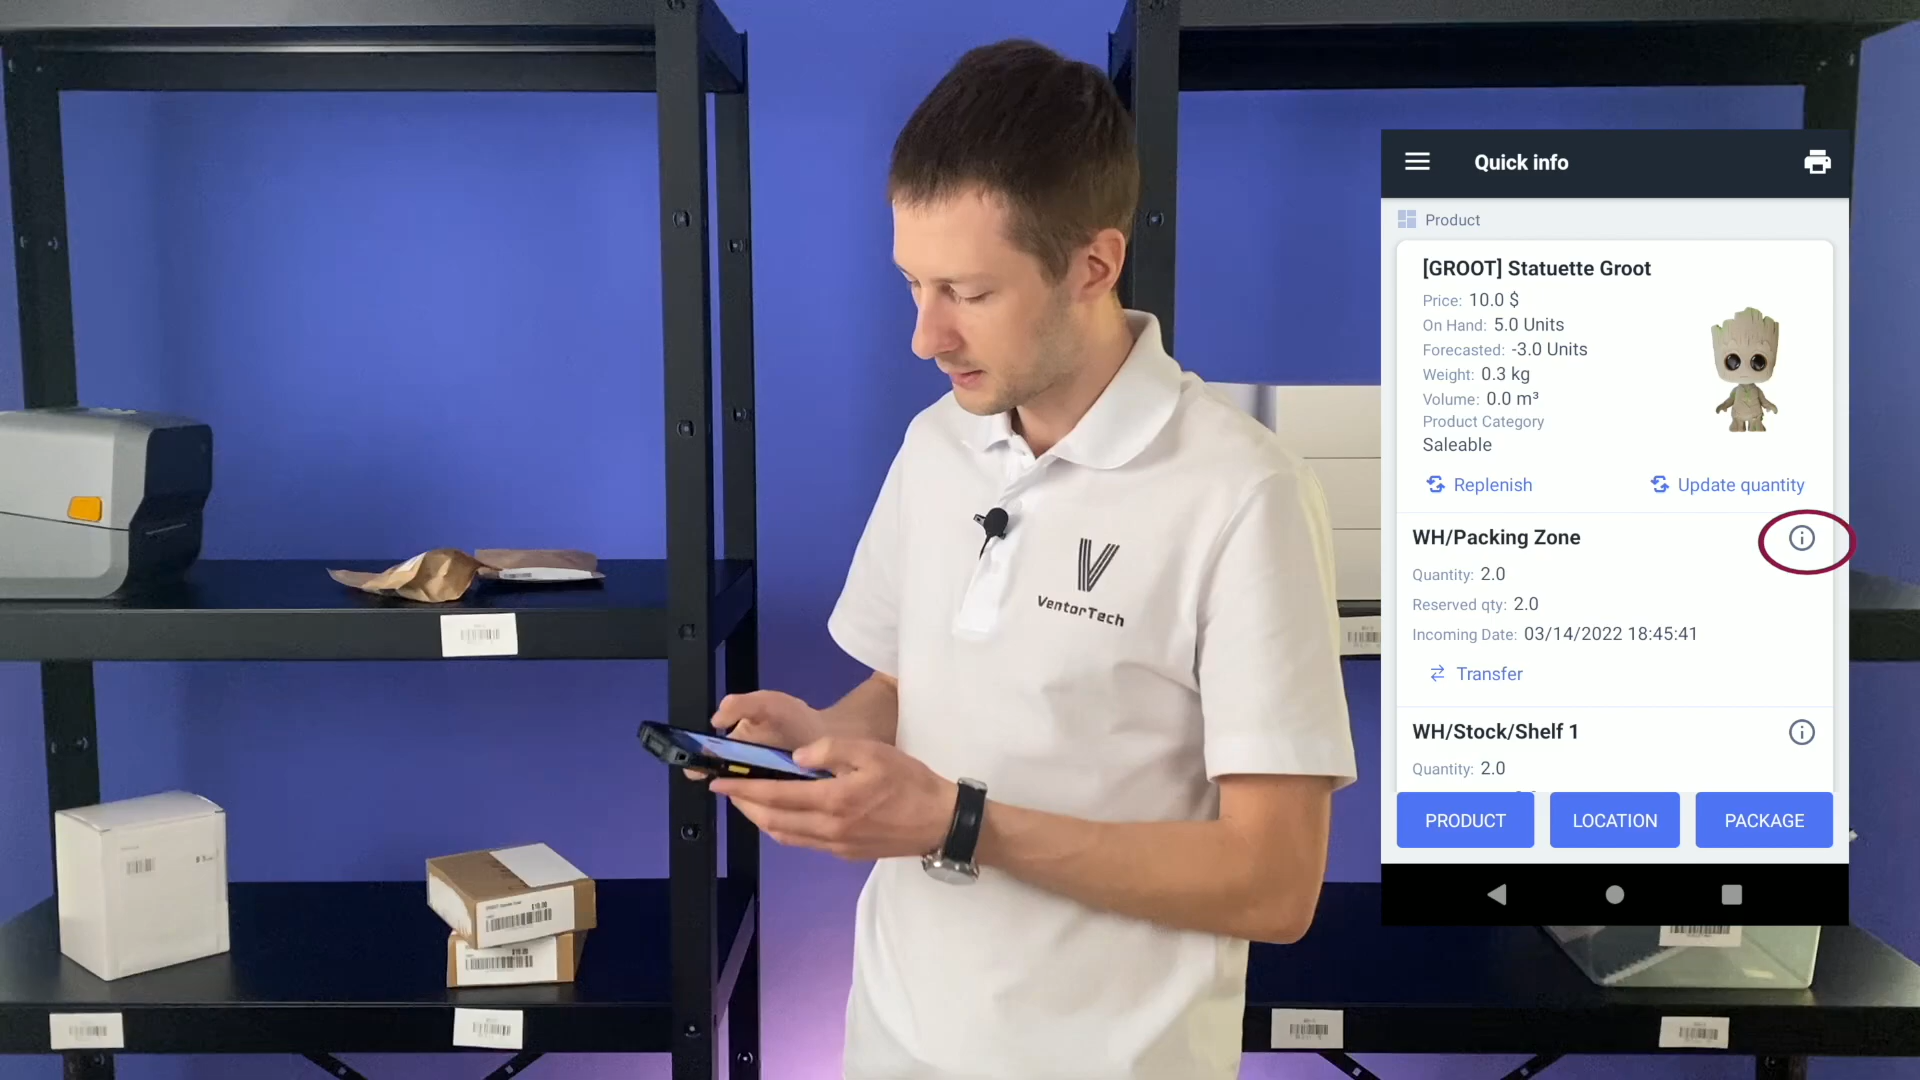 Quick info
Product
[GROOT] Statuette Groot
Price: 10.0 $
On Hand: 5.0 Units
Forecasted: -3.0 Units
Weight: 0.3 kg
Volume: 0.0 m³
Product Category
Saleable
Replenish
Update quantity
WH/Packing Zone
Quantity: 2.0
Reserved qty: 2.0
Incoming Date: 03/14/2022 18:45:41
Transfer
WH/Stock/Shelf 1
Quantity: 2.0
PRODUCT
LOCATION
PACKAGE
VentorTech
$10.00